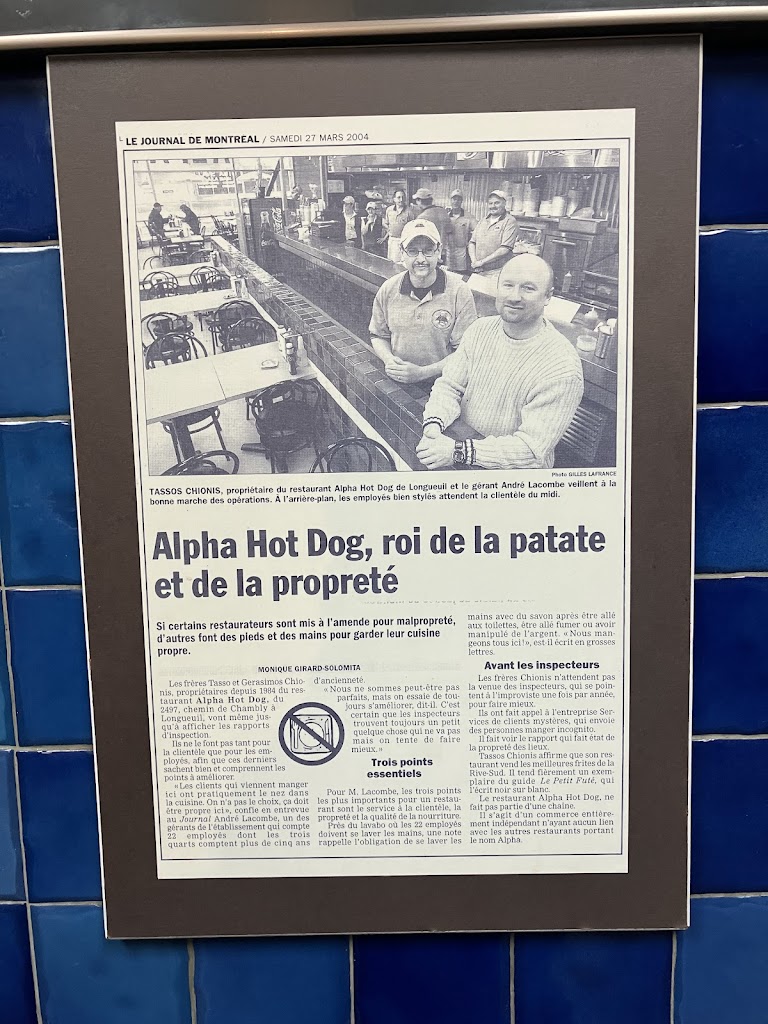 LE JOURNAL DE MONTRÉAL / SAMEDI 27 MARS 2004
Photo GILLES LAFRANCE
TASSOS CHIONIS, propriétaire du restaurant Alpha Hot Dog de Longueuil et le gérant André Lacombe veillent à la
bonne marche des opérations. À l'arrière-plan, les employés bien stylés attendent la clientèle du midi.
Alpha Hot Dog, roi de la patate
et de la propreté
Si certains restaurateurs sont mis à l'amende pour malpropreté,
d'autres font des pieds et des mains pour garder leur cuisine
propre.
MONIQUE GIRARD-SOLOMITA
Les frères Tasso et Gerasimos Chio-
nis, propriétaires depuis 1984 du res-
taurant Alpha Hot Dog, du
2497, chemin de Chambly à
Longueuil, vont même jus-
qu'à afficher les rapports
d'inspection.
Ils ne le font pas tant pour
la clientèle que pour les em-
ployés, afin que ces derniers
sachent bien et comprennent les
points à améliorer.
«Les clients qui viennent manger
ici ont pratiquement le nez dans
la cuisine. On n'a pas le choix, ça doit
être propre ici», confie en entrevue
au Journal André Lacombe, un des
gérants de l'établissement qui compte
22 employés dont les trois
quarts comptent plus de cinq ans
d'ancienneté.
«Nous ne sommes peut-être pas
parfaits, mais on essaie de tou-
jours s'améliorer, dit-il. C'est
certain que les inspecteurs
trouvent toujours un petit
quelque chose qui ne va pas
mais on tente de faire
mieux.»
Trois points
essentiels
Pour M. Lacombe, les trois points
les plus importants pour un restau-
rant sont le service à la clientèle, la
propreté et la qualité de la nourriture.
Près du lavabo où les 22 employés
doivent se laver les mains, une note
rappelle l'obligation de se laver les
mains avec du savon après être allé
aux toilettes, être allé fumer ou avoir
manipulé de l'argent. «Nous man-
geons tous ici!», est-il écrit en grosses
lettres.
Avant les inspecteurs
Les frères Chionis n'attendent pas
la venue des inspecteurs, qui se poin-
tent à l'improviste une fois par année,
pour faire mieux.
Ils ont fait appel à l'entreprise Ser-
vices de clients mystères, qui envoie
des personnes manger incognito.
Il fait voir le rapport qui fait état de
la propreté des lieux.
Tassos Chionis affirme que son res-
taurant vend les meilleures frites de la
Rive-Sud. Il tend fièrement un exem-
plaire du guide Le Petit Futé, qui
l'écrit noir sur blanc.
Le restaurant Alpha Hot Dog, ne
fait pas partie d'une chaîne.
Il s'agit d'un commerce entière-
ment indépendant n'ayant aucun lien
avec les autres restaurants portant
le nom Alpha.